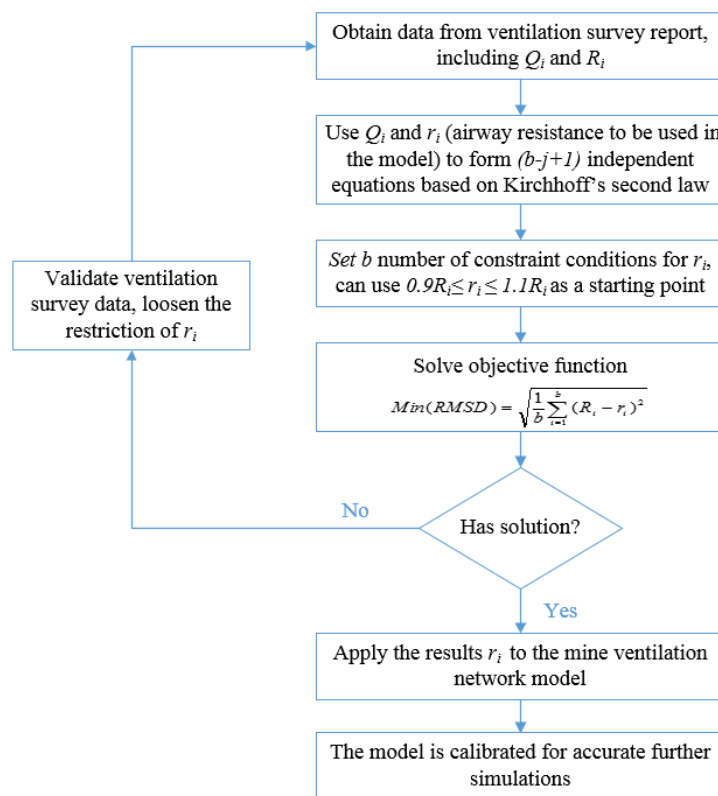 Obtain data from ventilation survey report,
including Qᵢ and Rᵢ
Use Qᵢ and rᵢ (airway resistance to be used in
the model) to form (b-j+1) independent
equations based on Kirchhoff's second law
Set b number of constraint conditions for rᵢ,
can use 0.9Rᵢ≤ rᵢ ≤ 1.1Rᵢ as a starting point
Validate ventilation
survey data, loosen the
restriction of rᵢ
Solve objective function
Min(RMSD) = √(1/b ∑ᵢ₌₁ᵇ (Rᵢ − rᵢ)²)
No
Has solution?
Yes
Apply the results rᵢ to the mine ventilation
network model
The model is calibrated for accurate further
simulations